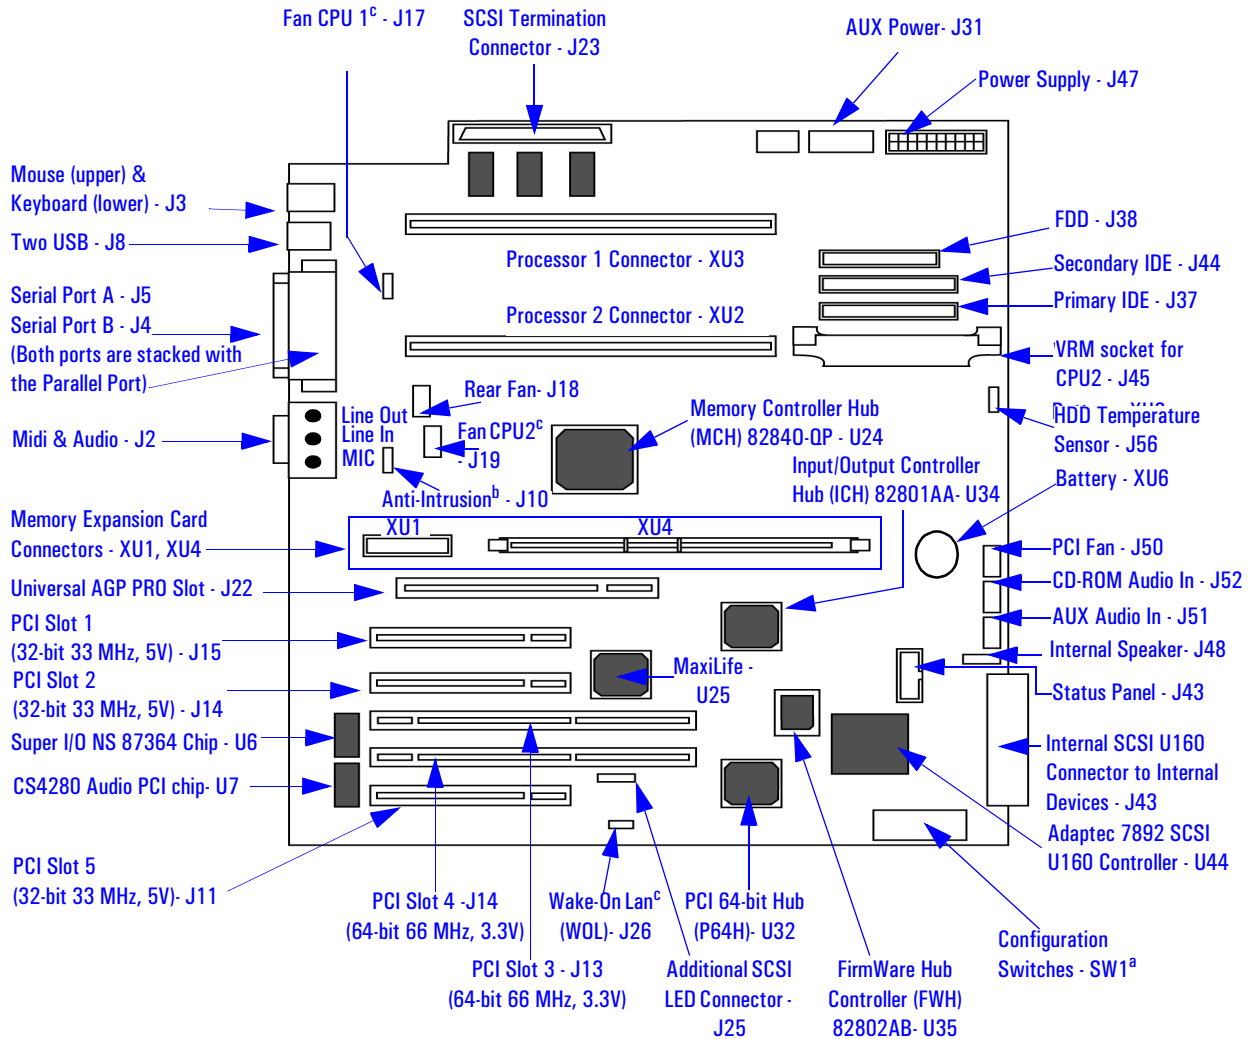 Fan CPU 1c - J17
SCSI Termination
Connector - J23
AUX Power- J31
Power Supply - J47
Mouse (upper) &
Keyboard (lower) - J3
Two USB - J8
Serial Port A - J5
Serial Port B - J4
(Both ports are stacked with
the Parallel Port)
Midi & Audio - J2
Line Out
Line In
MIC
Processor 1 Connector - XU3
Processor 2 Connector - XU2
FDD - J38
Secondary IDE - J44
Primary IDE - J37
VRM socket for
CPU2 - J45
HDD Temperature
Sensor - J56
Battery - XU6
Rear Fan- J18
Fan CPU2c
- J19
Anti-Intrusionb - J10
Memory Controller Hub
(MCH) 82840-QP - U24
Input/Output Controller
Hub (ICH) 82801AA- U34
Memory Expansion Card
Connectors - XU1, XU4
XU1
XU4
Universal AGP PRO Slot - J22
PCI Slot 1
(32-bit 33 MHz, 5V) - J15
PCI Slot 2
(32-bit 33 MHz, 5V) - J14
Super I/O NS 87364 Chip - U6
CS4280 Audio PCI chip- U7
PCI Slot 5
(32-bit 33 MHz, 5V)- J11
MaxiLife -
U25
PCI Fan - J50
CD-ROM Audio In - J52
AUX Audio In - J51
Internal Speaker- J48
Status Panel - J43
Internal SCSI U160
Connector to Internal
Devices - J43
Adaptec 7892 SCSI
U160 Controller - U44
Configuration
Switches - SW1a
PCI Slot 4 -J14
(64-bit 66 MHz, 3.3V)
PCI Slot 3 - J13
(64-bit 66 MHz, 3.3V)
Wake-On Lanc
(WOL)- J26
Additional SCSI
LED Connector -
J25
PCI 64-bit Hub
(P64H)- U32
FirmWare Hub
Controller (FWH)
82802AB- U35